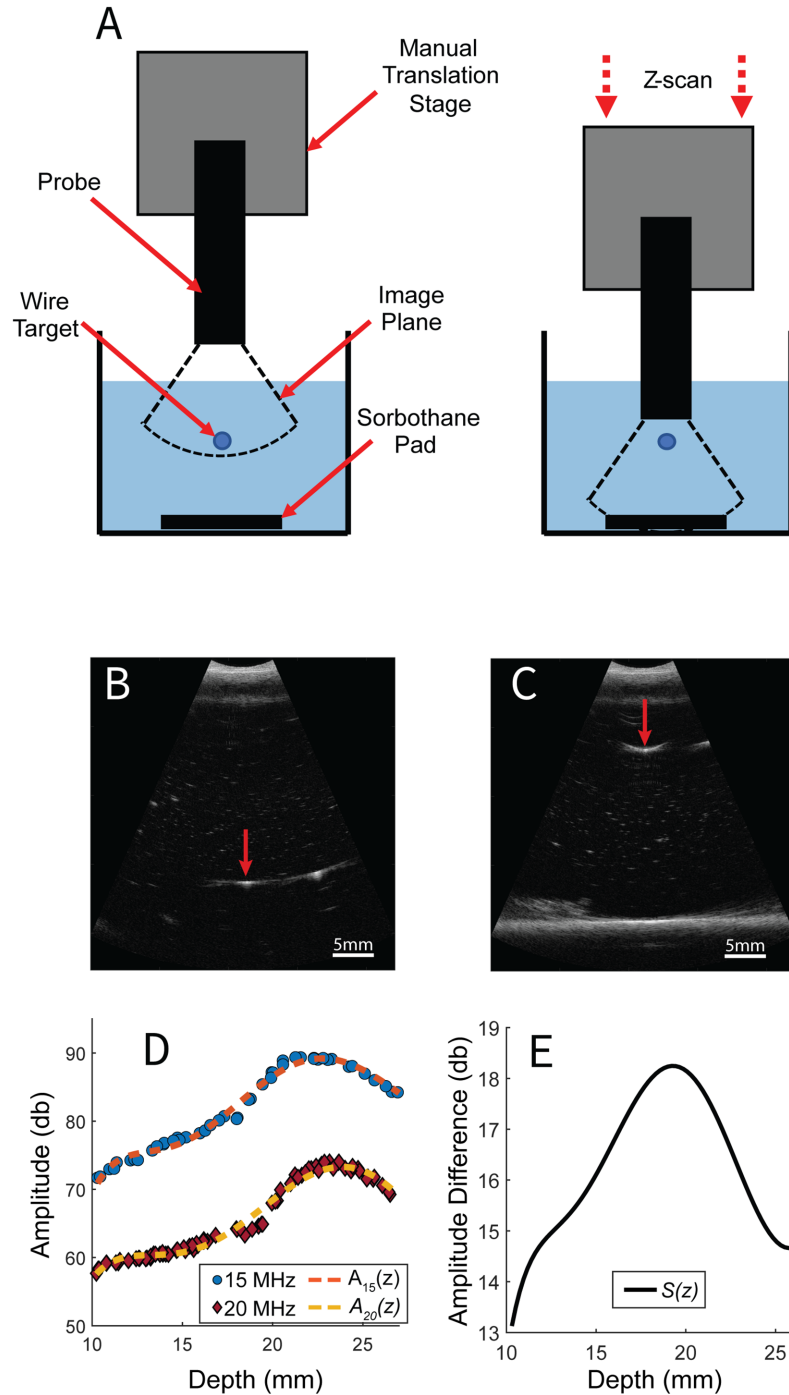 A
Manual
Translation
Stage
Z-scan
Probe
Wire
Target
Image
Plane
Sorbothane
Pad
B
5mm
C
5mm
D
Amplitude (db)
90
80
70
60
50
10
15
20
25
Depth (mm)
15 MHz
A15(z)
20 MHz
A20(z)
E
Amplitude Difference (db)
19
18
17
16
15
14
13
10
15
20
25
Depth (mm)
S(z)